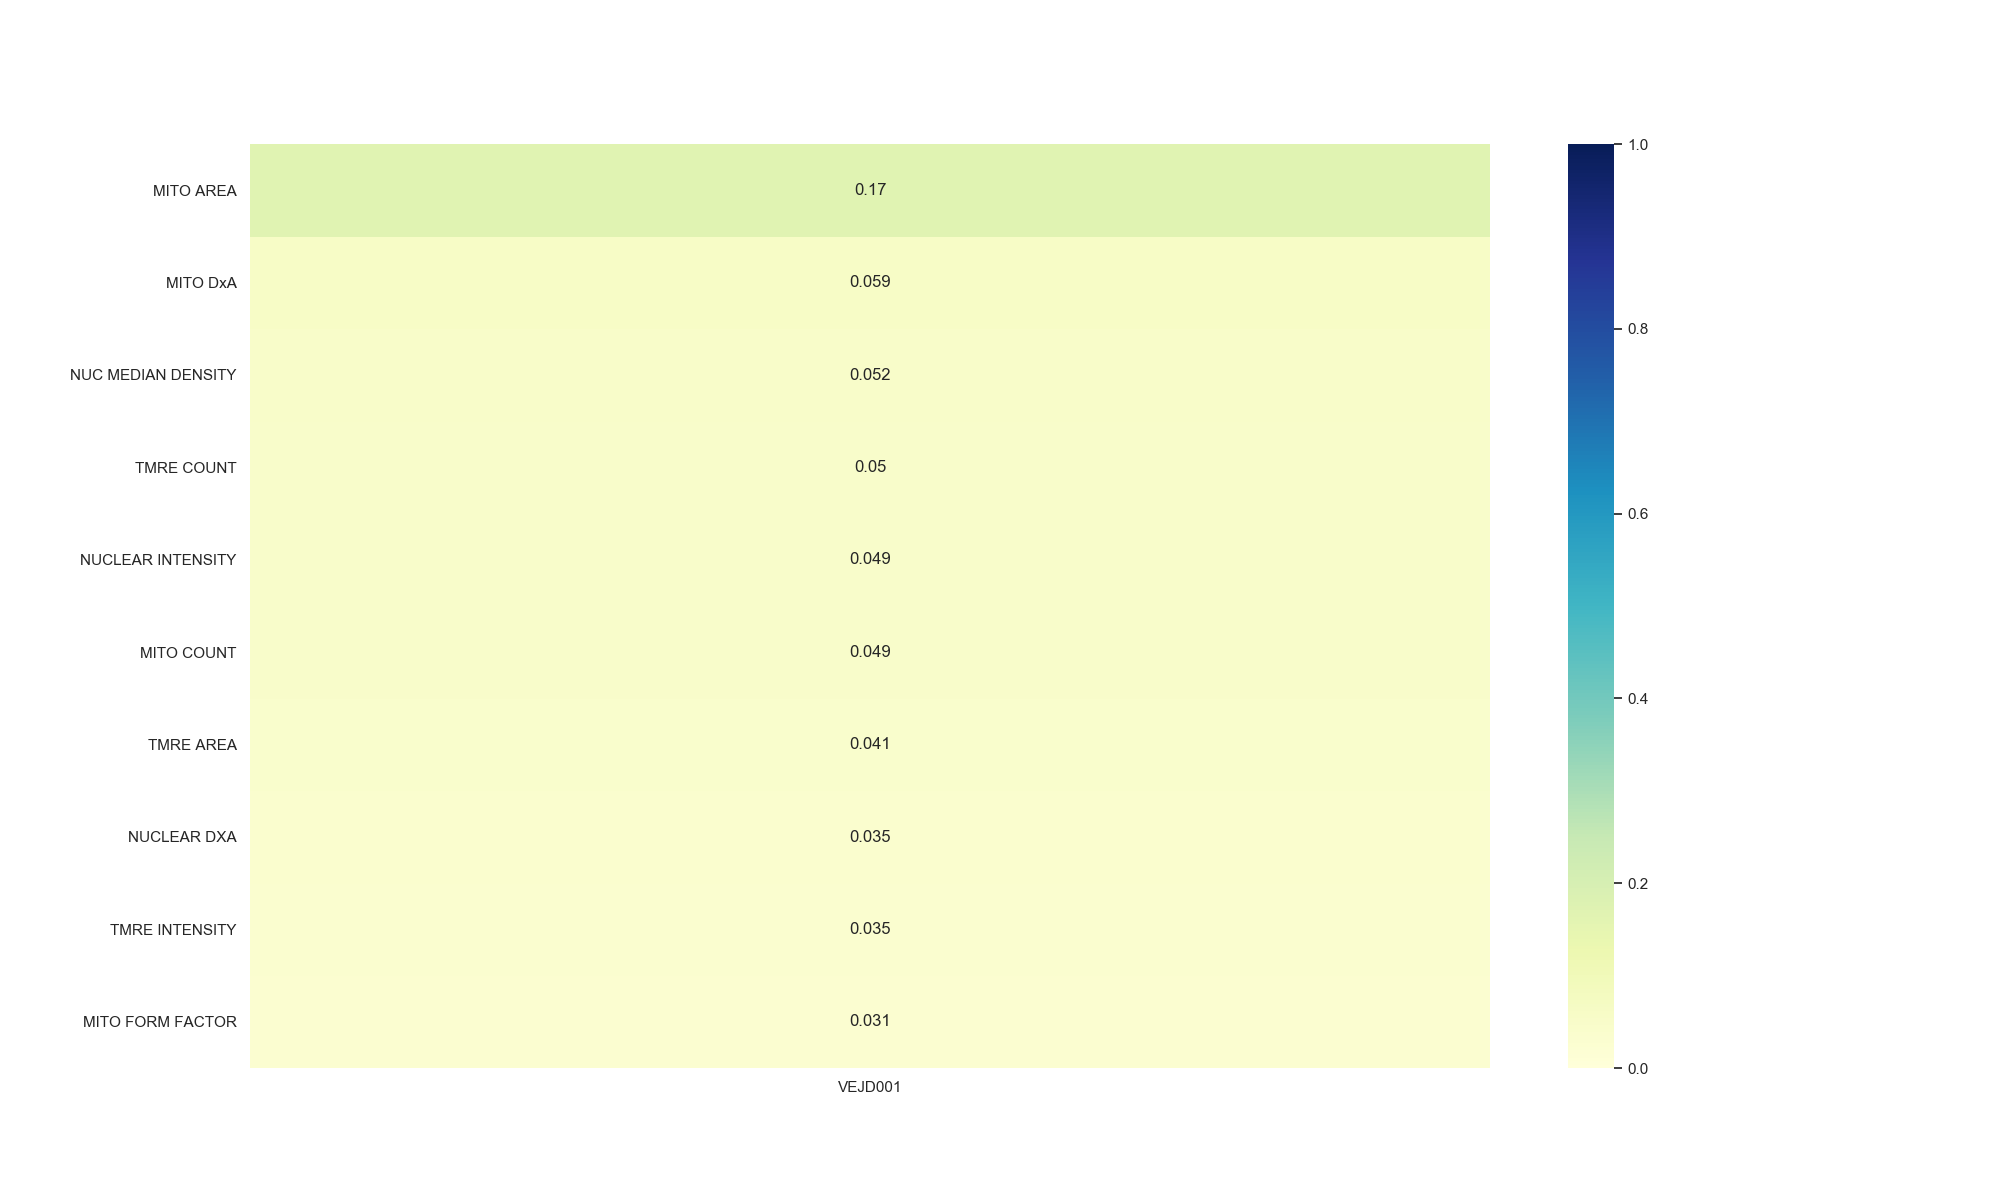 MITO AREA 0.17
MITO DxA 0.059
NUC MEDIAN DENSITY 0.052
TMRE COUNT 0.05
NUCLEAR INTENSITY 0.049
MITO COUNT 0.049
TMRE AREA 0.041
NUCLEAR DXA 0.035
TMRE INTENSITY 0.035
MITO FORM FACTOR 0.031
VEJD001
1.0
0.8
0.6
0.4
0.2
0.0